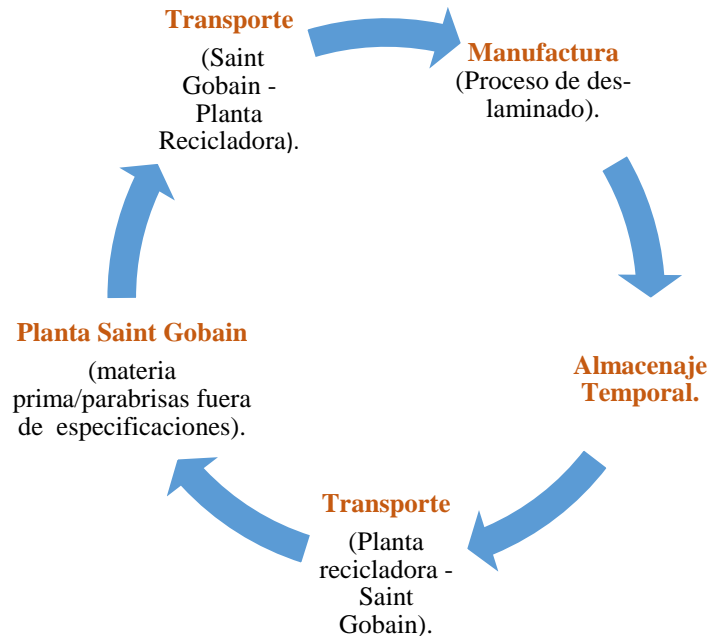 Transporte
(Saint
Gobain -
Planta
Recicladora).
Manufactura
(Proceso de des-
laminado).
Almacenaje
Temporal.
Transporte
(Planta
recicladora -
Saint
Gobain).
Planta Saint Gobain
(materia
prima/parabrisas fuera
de especificaciones).